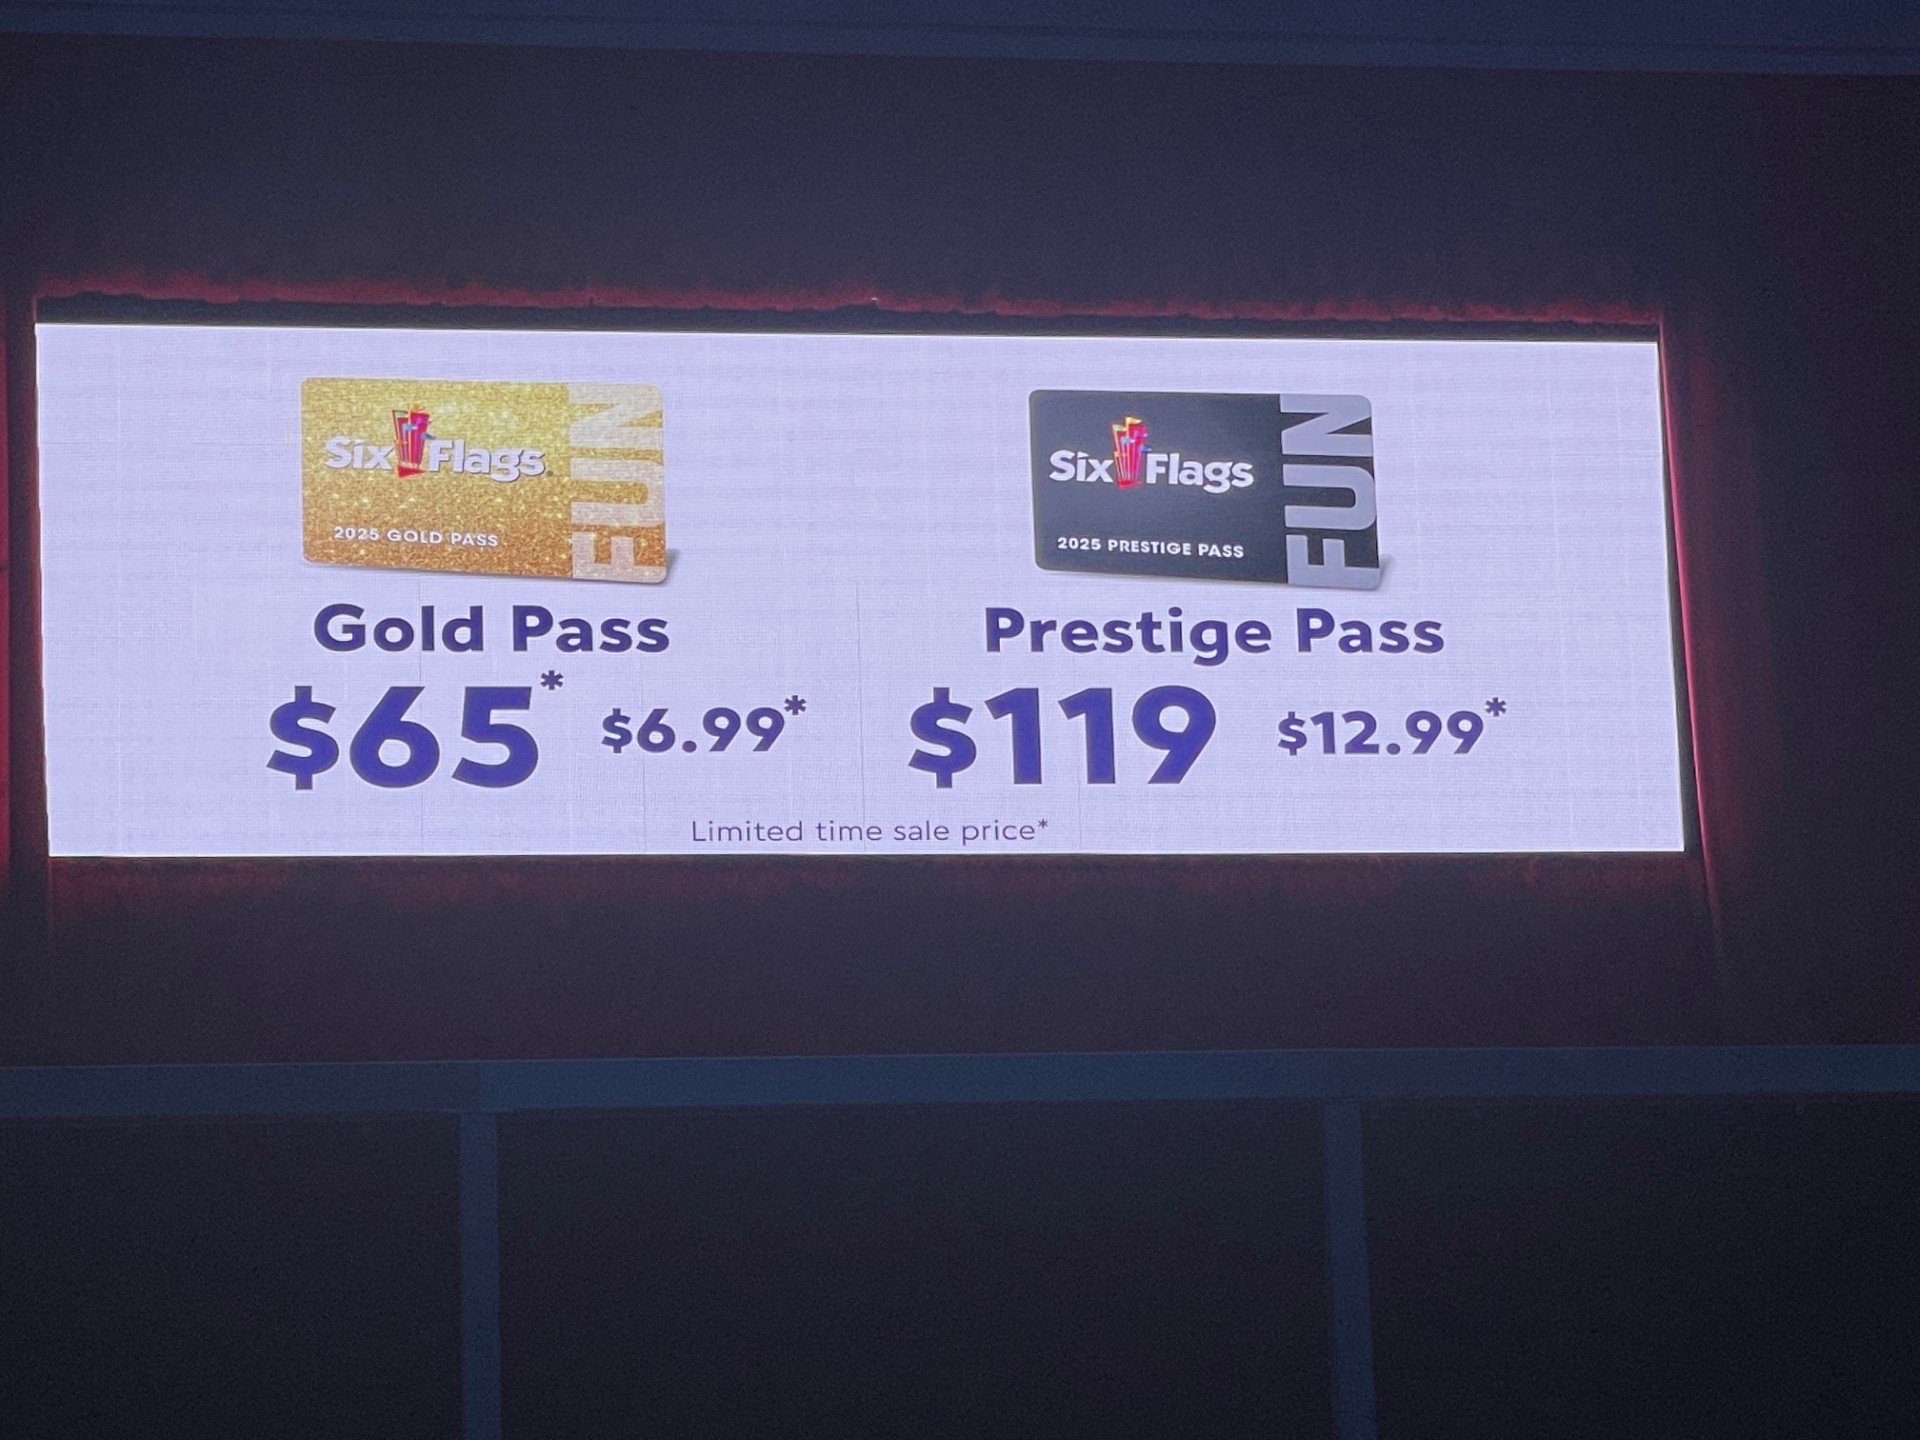 Six Flags
2025 GOLD PASS
FUN
Gold Pass
$65* $6.99*
Six Flags
2025 PRESTIGE PASS
FUN
Prestige Pass
$119 $12.99*
Limited time sale price*